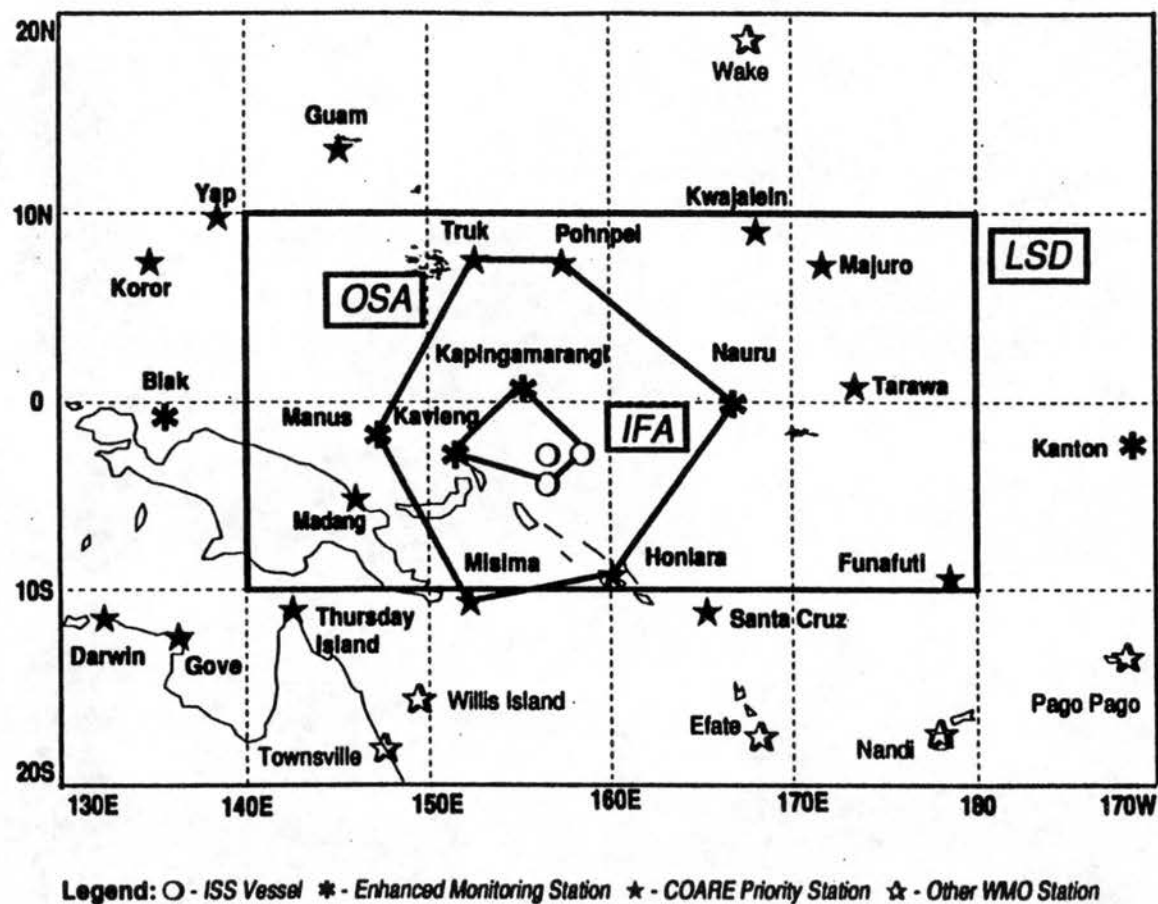 20N
Wake
Guam
Yap
Kwajalein
10N
Truk
Pohnpei
LSD
Koror
OSA
Majuro
Kapingamarangi
Nauru
Biak
Tarawa
0
Manus
Kavieng
IFA
Kanton
Madang
Misima
Honiara
Funafuti
10S
Thursday
Island
Santa Cruz
Darwin
Gove
Willis Island
Pago Pago
Efate
Townsville
Nandi
20S
130E 140E 150E 160E 170E 180 170W
Legend: - ISS Vessel - Enhanced Monitoring Station - COARE Priority Station - Other WMO Station